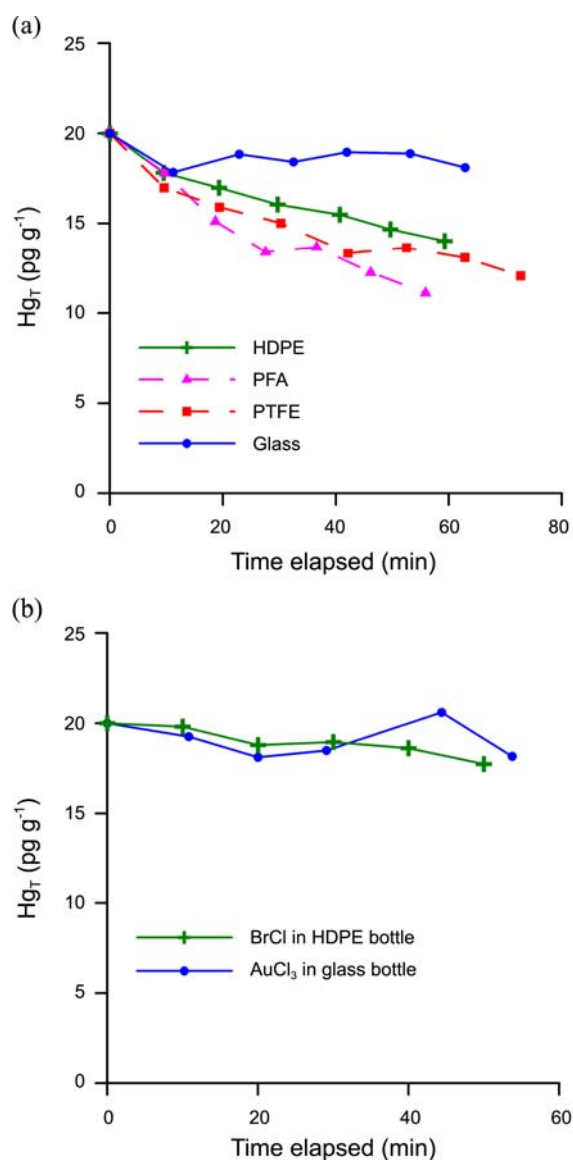 (a)
25
20
15
10
5
0
Hg_T (pg g⁻¹)
HDPE
PFA
PTFE
Glass
0 20 40 60 80
Time elapsed (min)
(b)
25
20
15
10
5
0
Hg_T (pg g⁻¹)
BrCl in HDPE bottle
AuCl₃ in glass bottle
0 20 40 60
Time elapsed (min)